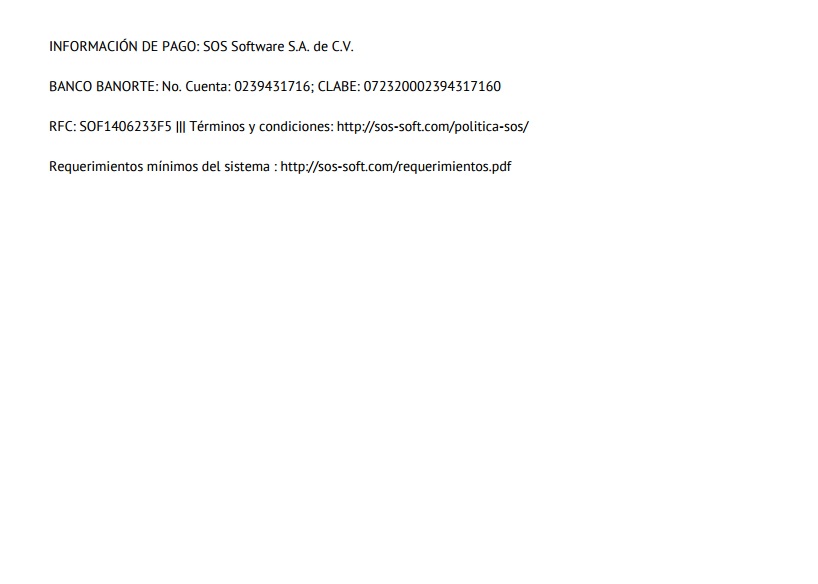 INFORMACIÓN DE PAGO: SOS Software S.A. de C.V.
BANCO BANORTE: No. Cuenta: 0239431716; CLABE: 072320002394317160
RFC: SOF1406233F5 ||| Términos y condiciones: http://sos-soft.com/politica-sos/
Requerimientos mínimos del sistema : http://sos-soft.com/requerimientos.pdf